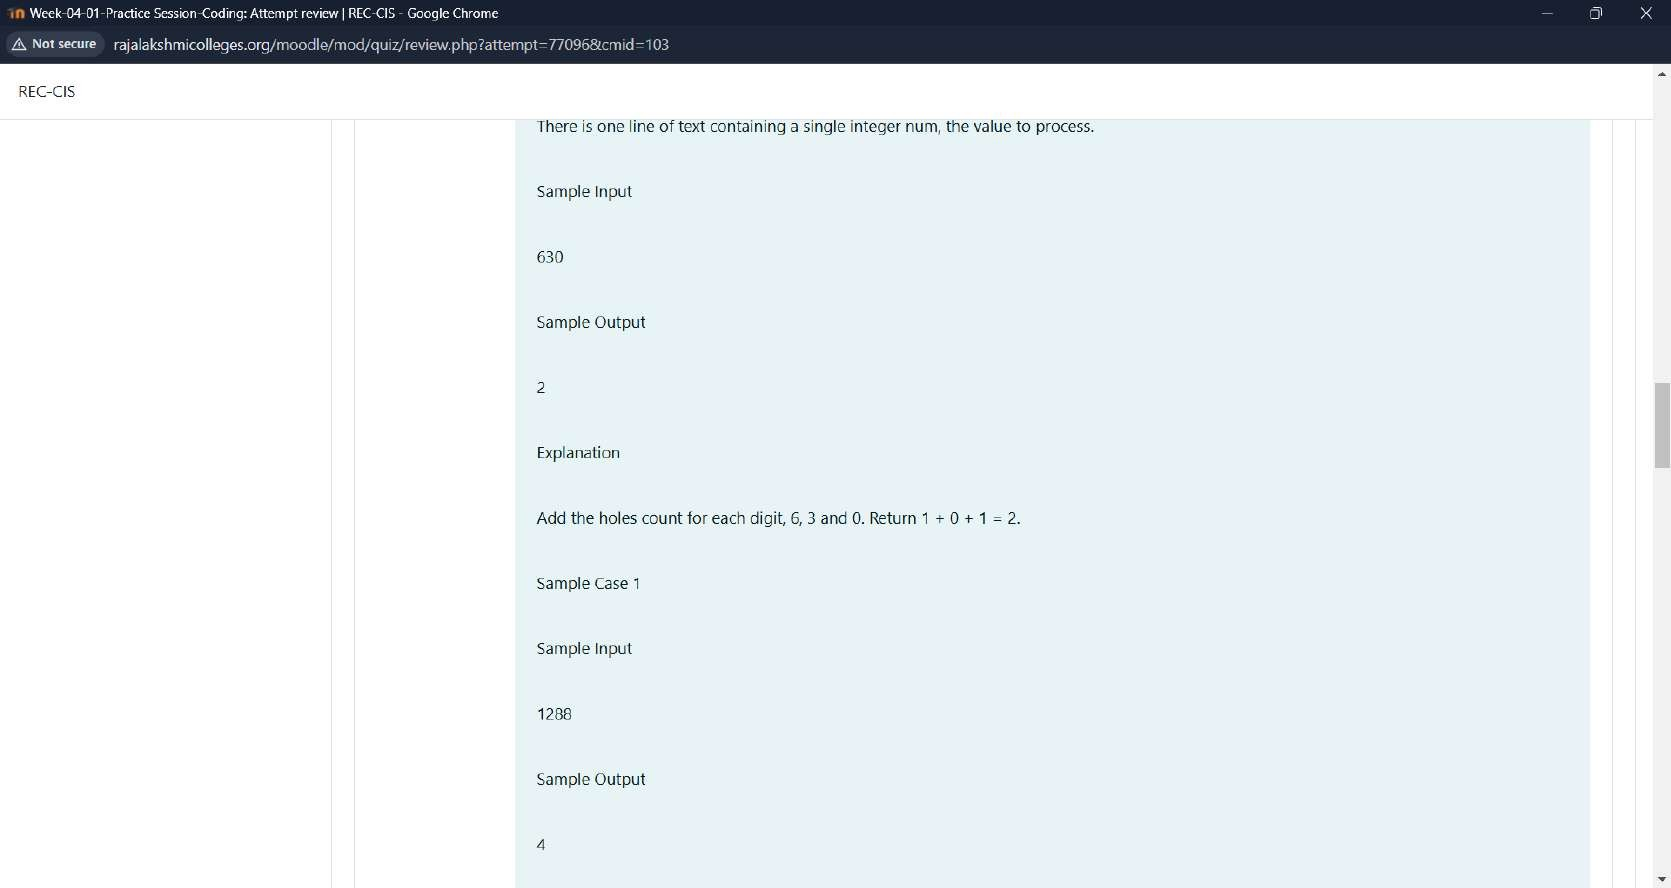 Week-04-01-Practice Session-Coding: Attempt review | REC-CIS - Google Chrome
Not secure rajalakshmicolleges.org/moodle/mod/quiz/review.php?attempt=77096&cmid=103
REC-CIS
There is one line of text containing a single integer num, the value to process.
Sample Input
630
Sample Output
2
Explanation
Add the holes count for each digit, 6, 3 and 0. Return 1 + 0 + 1 = 2.
Sample Case 1
Sample Input
1288
Sample Output
4